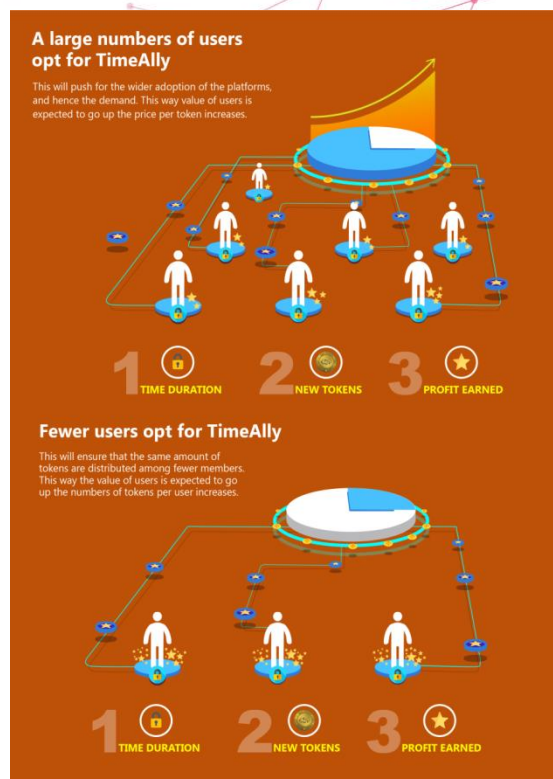 A large numbers of users
opt for TimeAlly
This will push for the wider adoption of the platforms,
and hence the demand. This way value of users is
expected to go up the price per token increases.
1 TIME DURATION
2 NEW TOKENS
3 PROFIT EARNED
Fewer users opt for TimeAlly
This will ensure that the same amount of
tokens are distributed among fewer members.
This way the value of users is expected to go
up the numbers of tokens per user increases.
1 TIME DURATION
2 NEW TOKENS
3 PROFIT EARNED